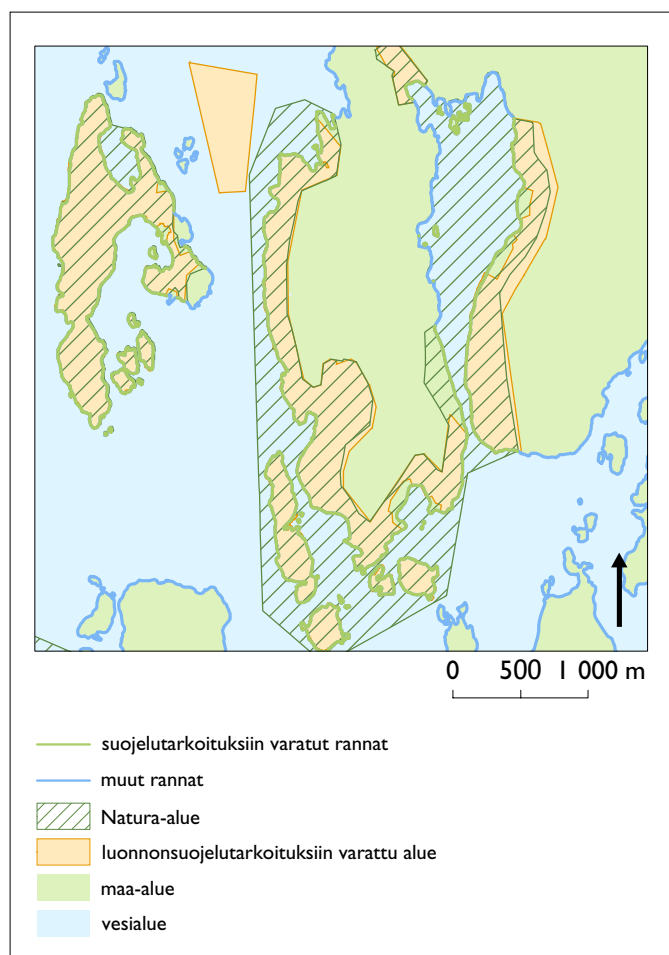 0 500 1 000 m
suojelutarkoituksiin varatut rannat
muut rannat
Natura-alue
luonnonsuojelutarkoituksiin varattu alue
maa-alue
vesialue